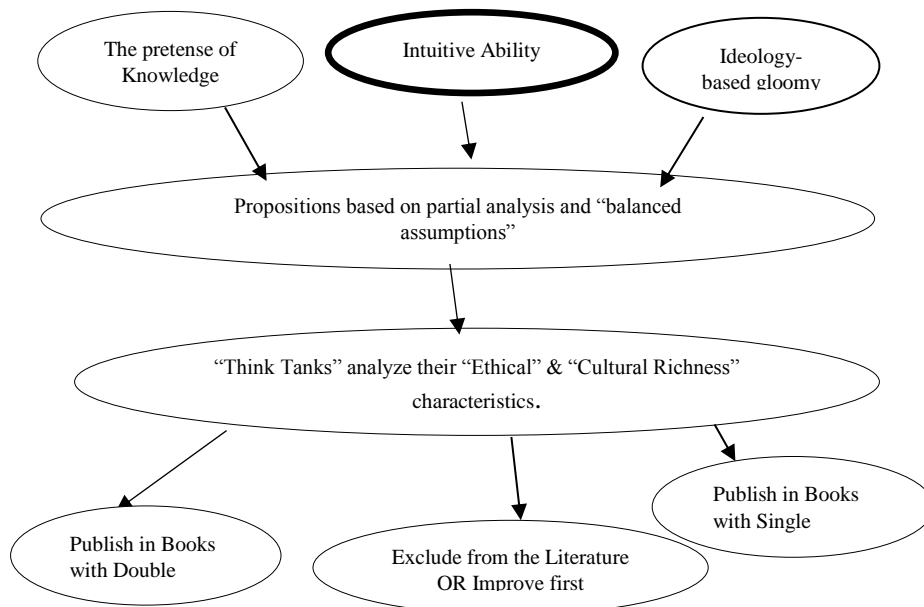 The pretense of
Knowledge
Intuitive Ability
Ideology-
based gloomy
Propositions based on partial analysis and “balanced
assumptions”
“Think Tanks” analyze their “Ethical” & “Cultural Richness”
characteristics.
Publish in Books
with Double
Exclude from the Literature
OR Improve first
Publish in Books
with Single